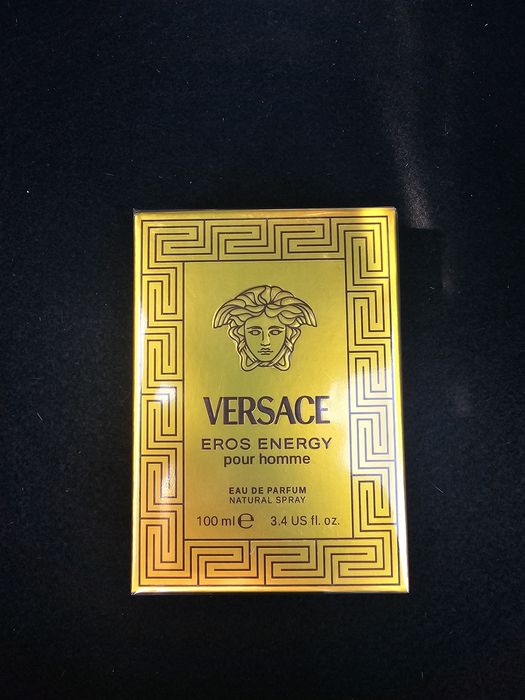 VERSACE
EROS ENERGY
pour homme
EAU DE PARFUM
NATURAL SPRAY
100 ml ℮ 3.4 US fl. oz.